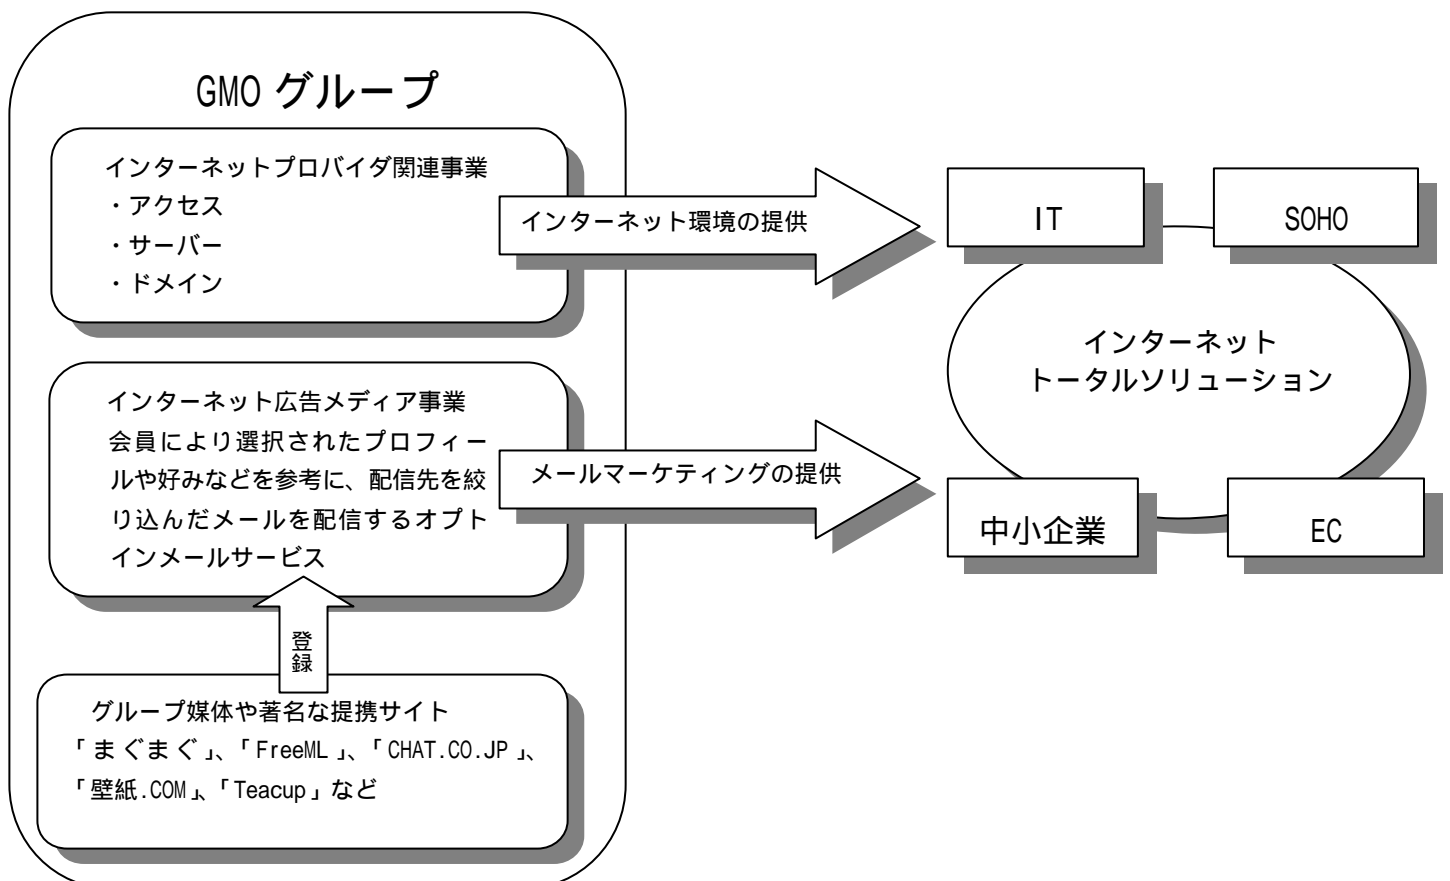 GMO グループ
インターネットプロバイダ関連事業
・アクセス
・サーバー
・ドメイン
インターネット環境の提供
インターネット広告メディア事業
会員により選択されたプロフィー
ルや好みなどを参考に、配信先を絞
り込んだメールを配信するオプト
インメールサービス
メールマーケティングの提供
登
録
グループ媒体や著名な提携サイト
「まぐまぐ」、「FreeML」、「CHAT.CO.JP」、
「壁紙.COM」、「Teacup」など
IT
SOHO
インターネット
トータルソリューション
中小企業
EC